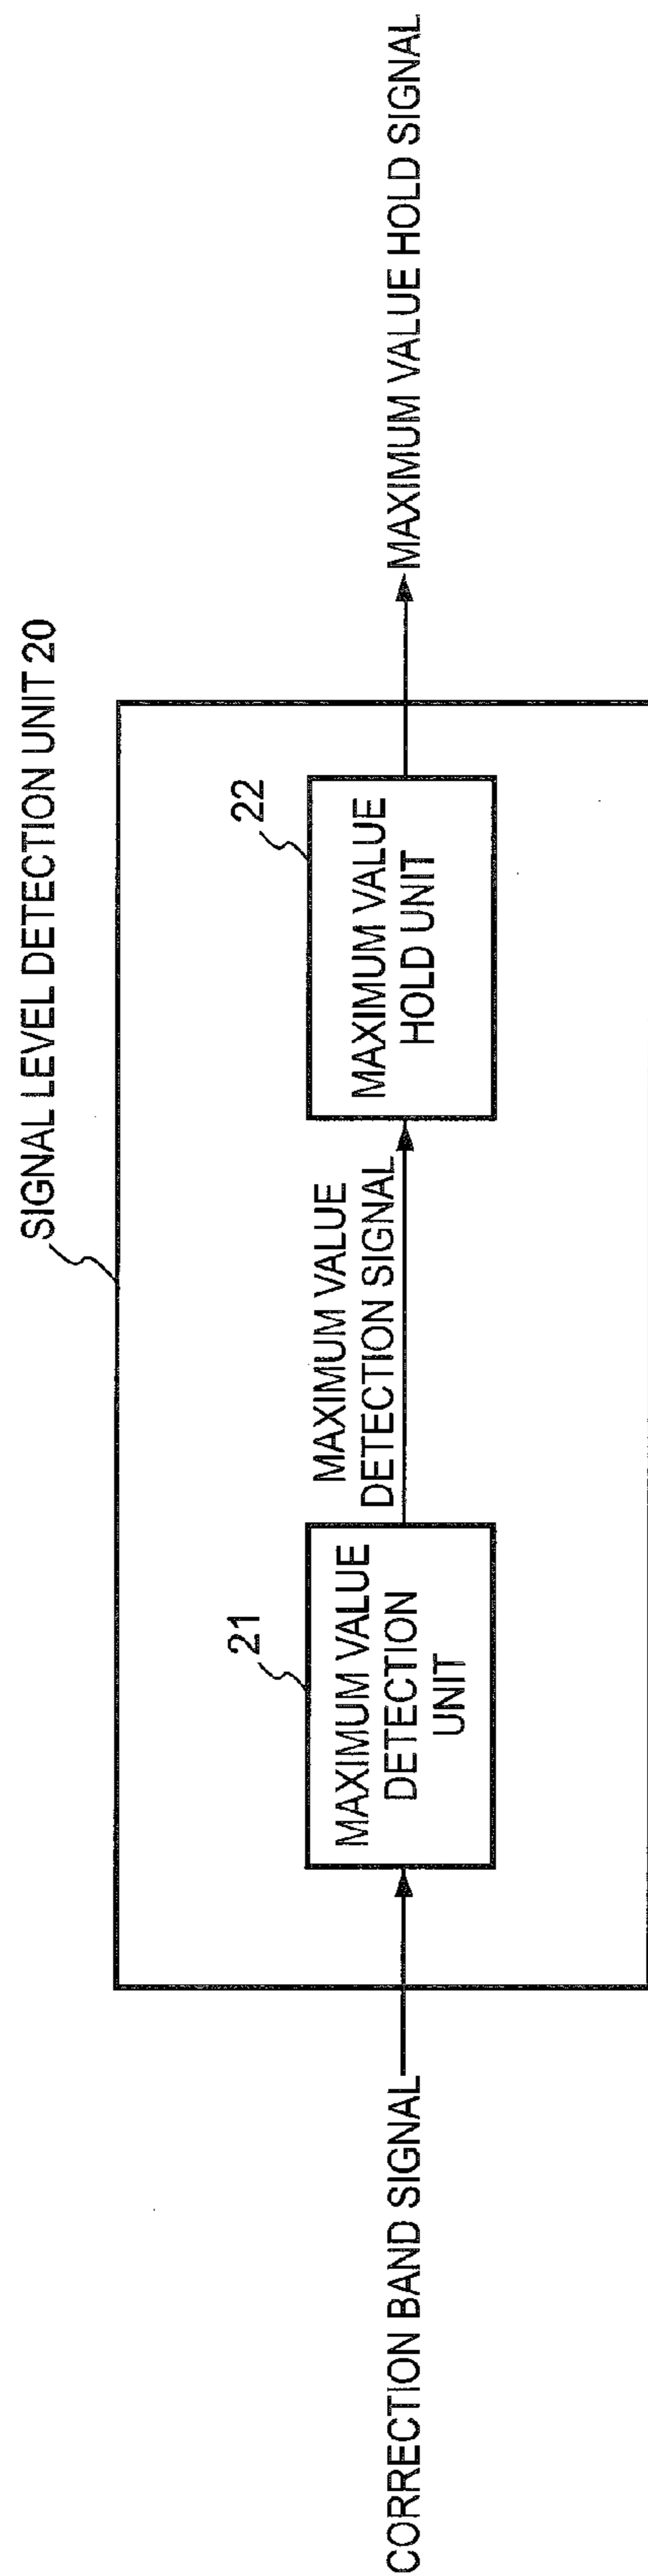 SIGNAL LEVEL DETECTION UNIT 20
CORRECTION BAND SIGNAL
21
MAXIMUM VALUE
DETECTION
UNIT
MAXIMUM VALUE
DETECTION SIGNAL
22
MAXIMUM VALUE
HOLD UNIT
MAXIMUM VALUE HOLD SIGNAL